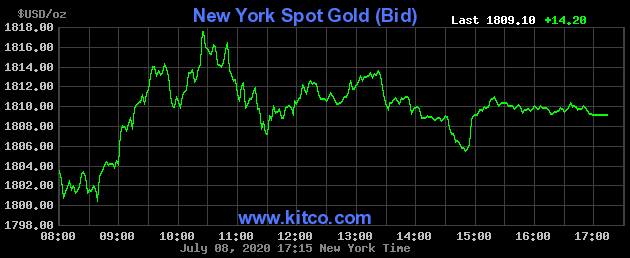 New York Spot Gold (Bid)
$USD/oz
Last 1809.10 +14.20
1818.00
1814.00
1812.00
1810.00
1808.00
1806.00
1804.00
1802.00
1800.00
1798.00
www.kitco.com
08:00 09:00 10:00 11:00 12:00 13:00 14:00 15:00 16:00 17:00
July 08, 2020 17:15 New York Time